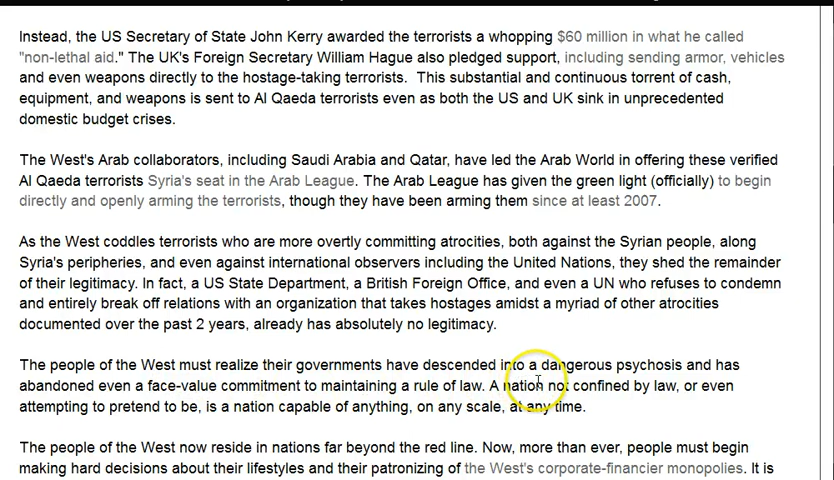 Instead, the US Secretary of State John Kerry awarded the terrorists a whopping $60 million in what he called
"non-lethal aid." The UK's Foreign Secretary William Hague also pledged support, including sending armor, vehicles
and even weapons directly to the hostage-taking terrorists. This substantial and continuous torrent of cash,
equipment, and weapons is sent to Al Qaeda terrorists even as both the US and UK sink in unprecedented
domestic budget crises.
The West's Arab collaborators, including Saudi Arabia and Qatar, have led the Arab World in offering these verified
Al Qaeda terrorists Syria's seat in the Arab League. The Arab League has given the green light (officially) to begin
directly and openly arming the terrorists, though they have been arming them since at least 2007.
As the West coddles terrorists who are more overtly committing atrocities, both against the Syrian people, along
Syria's peripheries, and even against international observers including the United Nations, they shed the remainder
of their legitimacy. In fact, a US State Department, a British Foreign Office, and even a UN who refuses to condemn
and entirely break off relations with an organization that takes hostages amidst a myriad of other atrocities
documented over the past 2 years, already has absolutely no legitimacy.
The people of the West must realize their governments have descended into a dangerous psychosis and has
abandoned even a face-value commitment to maintaining a rule of law. A nation not confined by law, or even
attempting to pretend to be, is a nation capable of anything, on any scale, at any time.
The people of the West now reside in nations far beyond the red line. Now, more than ever, people must begin
making hard decisions about their lifestyles and their patronizing of the West's corporate-financier monopolies. It is